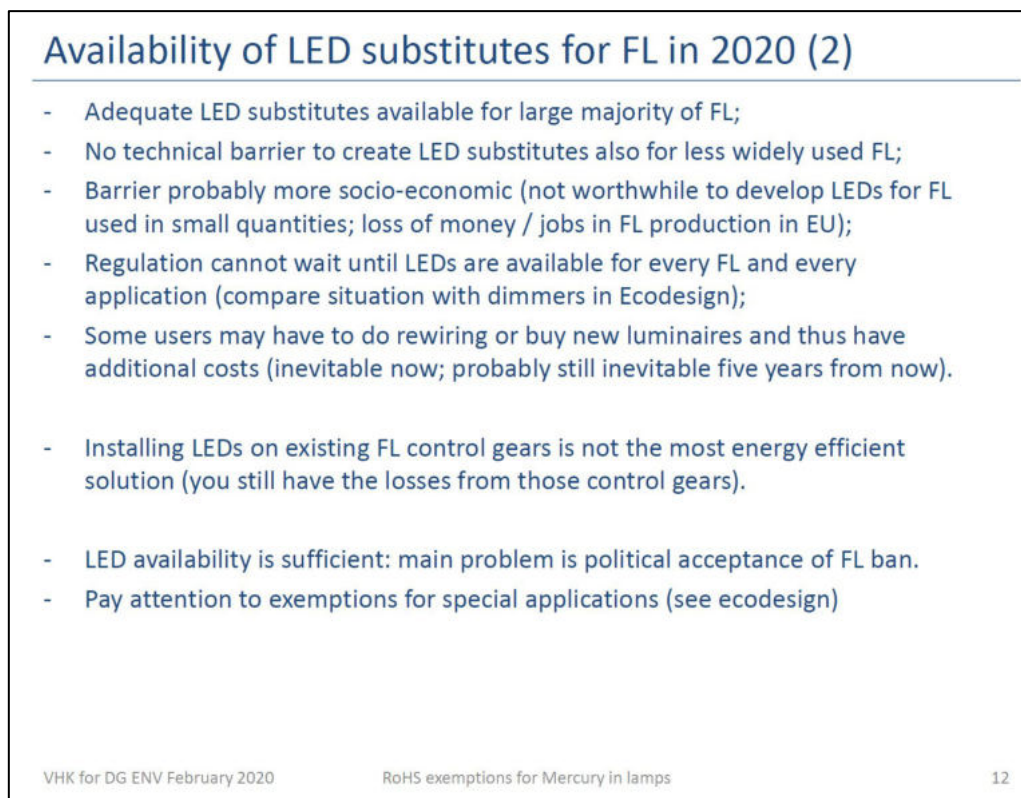 Availability of LED substitutes for FL in 2020 (2)
- Adequate LED substitutes available for large majority of FL;
- No technical barrier to create LED substitutes also for less widely used FL;
- Barrier probably more socio-economic (not worthwhile to develop LEDs for FL
used in small quantities; loss of money / jobs in FL production in EU);
- Regulation cannot wait until LEDs are available for every FL and every
application (compare situation with dimmers in Ecodesign);
- Some users may have to do rewiring or buy new luminaires and thus have
additional costs (inevitable now; probably still inevitable five years from now).
- Installing LEDs on existing FL control gears is not the most energy efficient
solution (you still have the losses from those control gears).
- LED availability is sufficient: main problem is political acceptance of FL ban.
- Pay attention to exemptions for special applications (see ecodesign)
VHK for DG ENV February 2020 RoHS exemptions for Mercury in lamps 12